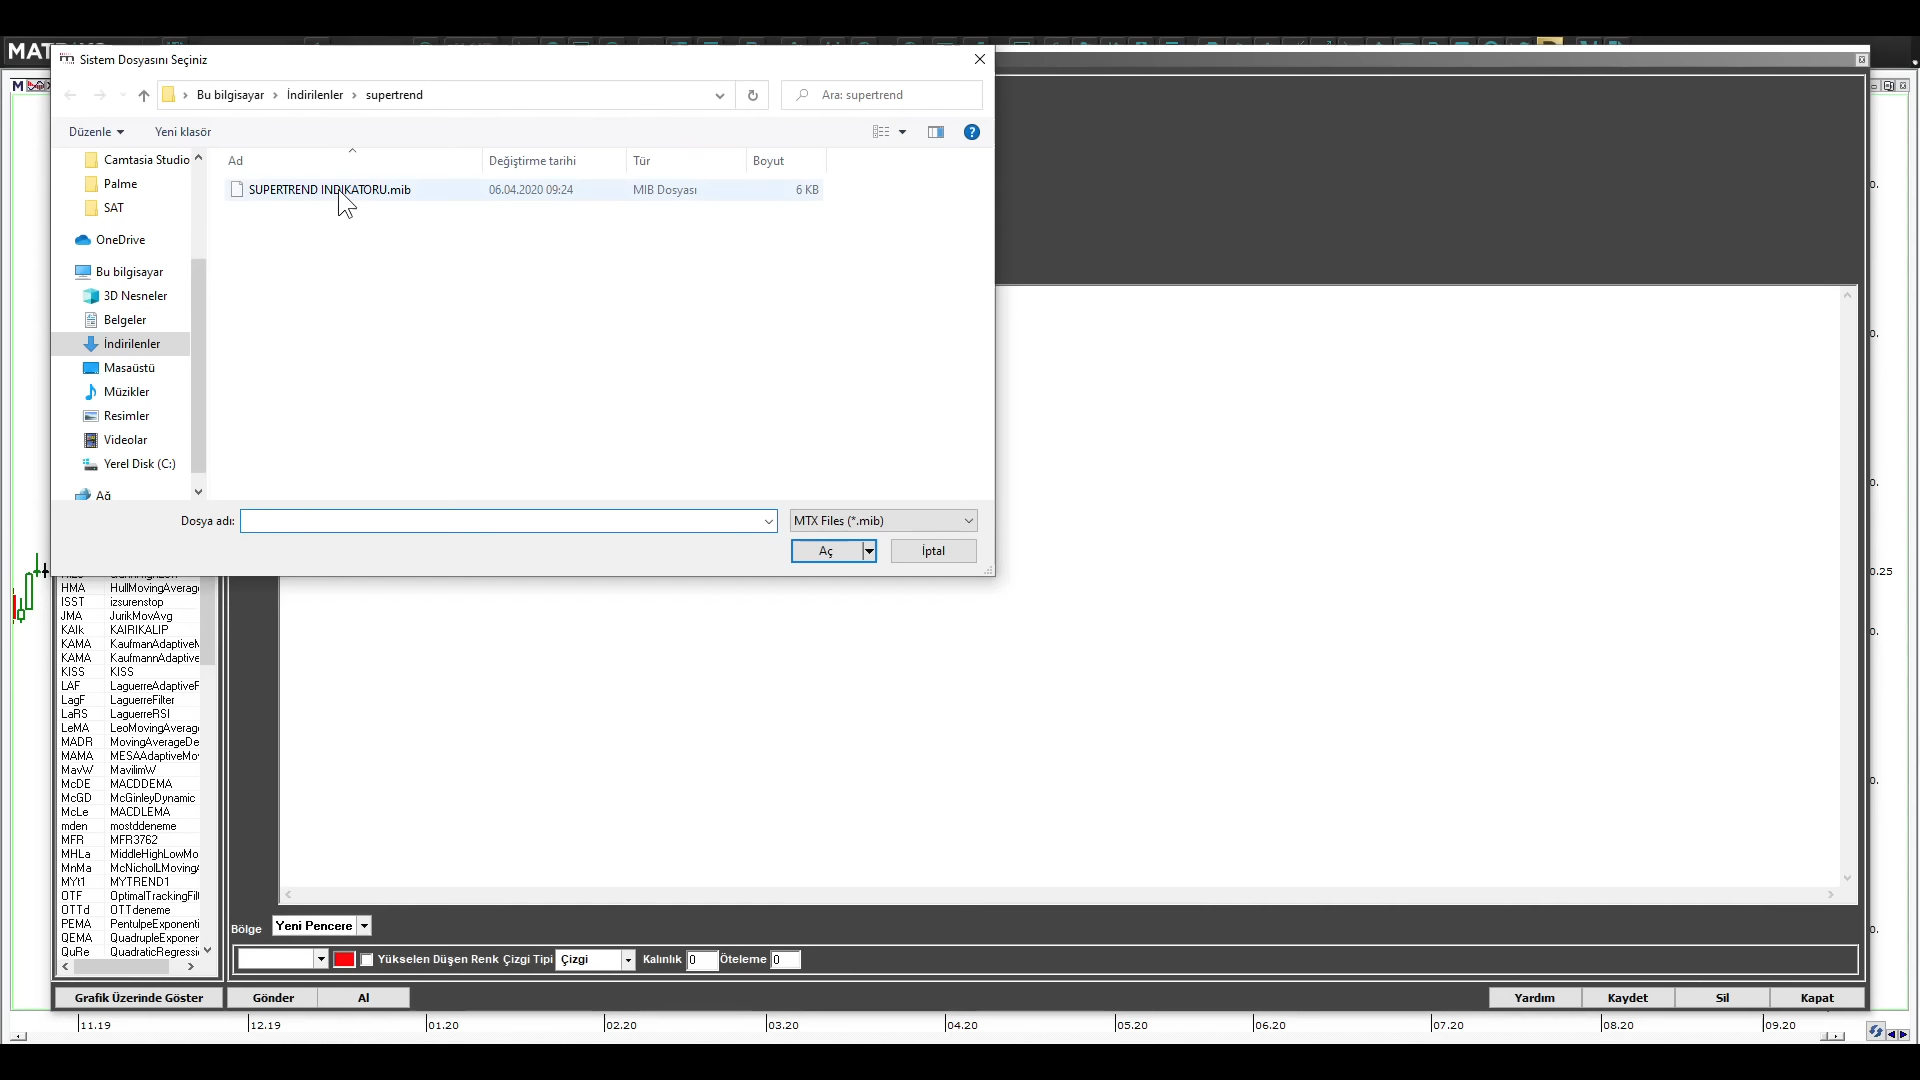 MAT
Sistem Dosyasını Seçiniz
Bu bilgisayar > İndirilenler > supertrend
Ara: supertrend
Düzenle
Yeni klasör
Ad
Değiştirme tarihi
Tür
Boyut
SUPERTREND INDIKATORU.mib
06.04.2020 09:24
MIB Dosyası
6 KB
Camtasia Studio
Palme
SAT
OneDrive
Bu bilgisayar
3D Nesneler
Belgeler
İndirilenler
Masaüstü
Müzikler
Resimler
Videolar
Yerel Disk (C:)
Ağ
Dosya adı:
MTX Files (*.mib)
Aç
İptal
HMA HullMovingAverag
ISST izsurenstop
JMA JurikMovAvg
KAIk KAIRIKALIP
KAMA KaufmanAdaptiveM
KAMA KaufmannAdaptive
KISS KISS
LAF LaguerreAdaptiveF
LagF LaguerreFilter
LaRS LaguerreRSI
LeMA LeoMovingAverag
MADR MovingAverageDe
MAMA MESAAdaptiveMo
MavW MavilimW
McDE MACDDEMA
McGD McGinleyDynamic
McLe MACDLEMA
mden mostddeneme
MFR MFR3762
MHLa MiddleHighLowMo
MnMa McNichollMoving
MYt1 MYTREND1
OTF OptimalTrackingFilt
OTTd OTTdeneme
PEMA PentulpeExponenti
QEMA QuadrupleExponen
QuRe QuadraticRegressi
0.25
Bölge
Yeni Pencere
Yükselen Düşen Renk Çizgi Tipi
Çizgi
Kalınlık 0
Öteleme 0
Grafik Üzerinde Göster
Gönder
Al
Yardım
Kaydet
Sil
Kapat
11.19
12.19
01.20
02.20
03.20
04.20
05.20
06.20
07.20
08.20
09.20